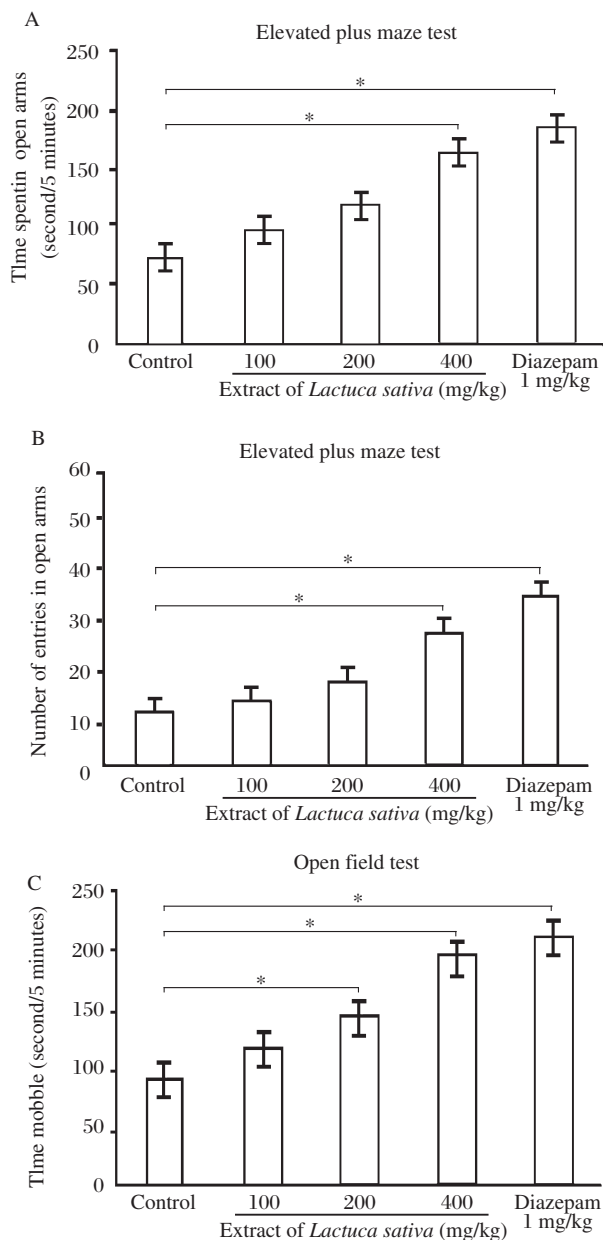 A
Elevated plus maze test
TIme spentin open arms
(second/5 minutes)
250
200
150
100
50
0
*
*
Control
100
200
400
Diazepam
1 mg/kg
Extract of Lactuca sativa (mg/kg)
B
Elevated plus maze test
Number of entries in open arms
60
50
40
30
20
10
0
*
*
Control
100
200
400
Diazepam
1 mg/kg
Extract of Lactuca sativa (mg/kg)
C
Open field test
TIme mobble (second/5 minutes)
250
200
150
100
50
0
*
*
*
Control
100
200
400
Diazepam
1 mg/kg
Extract of Lactuca sativa (mg/kg)